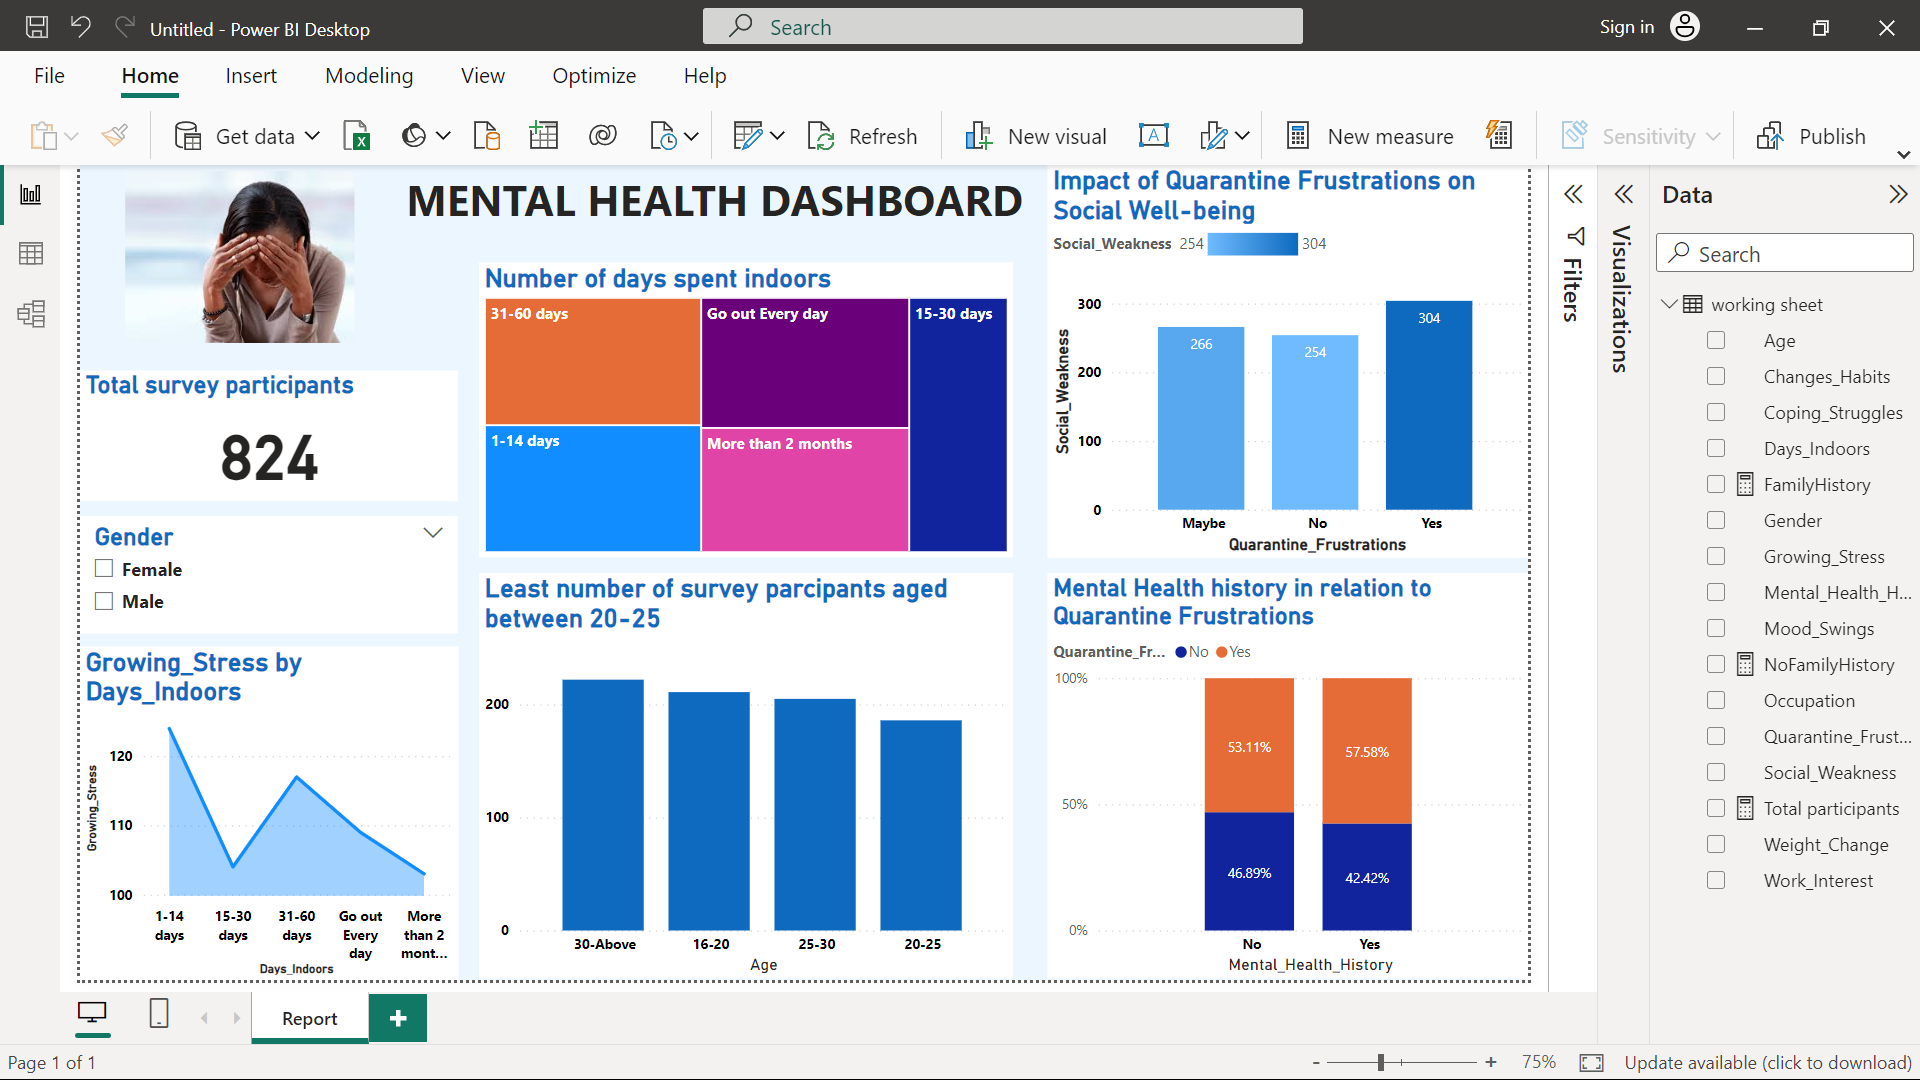 Untitled - Power BI Desktop
Search
Sign in
File
Home
Insert
Modeling
View
Optimize
Help
Get data
Refresh
New visual
New measure
Sensitivity
Publish
MENTAL HEALTH DASHBOARD
Total survey participants
824
Gender
Female
Male
Growing_Stress by
Days_Indoors
Growing_Stress
120
110
100
1-14
days
15-30
days
31-60
days
Go out
Every
day
More
than 2
mont...
Days_Indoors
Number of days spent indoors
31-60 days
Go out Every day
15-30 days
1-14 days
More than 2 months
Least number of survey parcipants aged
between 20-25
200
100
0
30-Above
16-20
25-30
20-25
Age
Impact of Quarantine Frustrations on
Social Well-being
Social_Weakness 254 304
Social_Weakness
300
200
100
0
266
254
304
Maybe
No
Yes
Quarantine_Frustrations
Mental Health history in relation to
Quarantine Frustrations
Quarantine_Fr... No Yes
100%
50%
0%
53.11%
57.58%
46.89%
42.42%
No
Yes
Mental_Health_History
Filters
Visualizations
Data
Search
working sheet
Age
Changes_Habits
Coping_Struggles
Days_Indoors
FamilyHistory
Gender
Growing_Stress
Mental_Health_H...
Mood_Swings
NoFamilyHistory
Occupation
Quarantine_Frust...
Social_Weakness
Total participants
Weight_Change
Work_Interest
Report
Page 1 of 1
- + 75%
Update available (click to download)